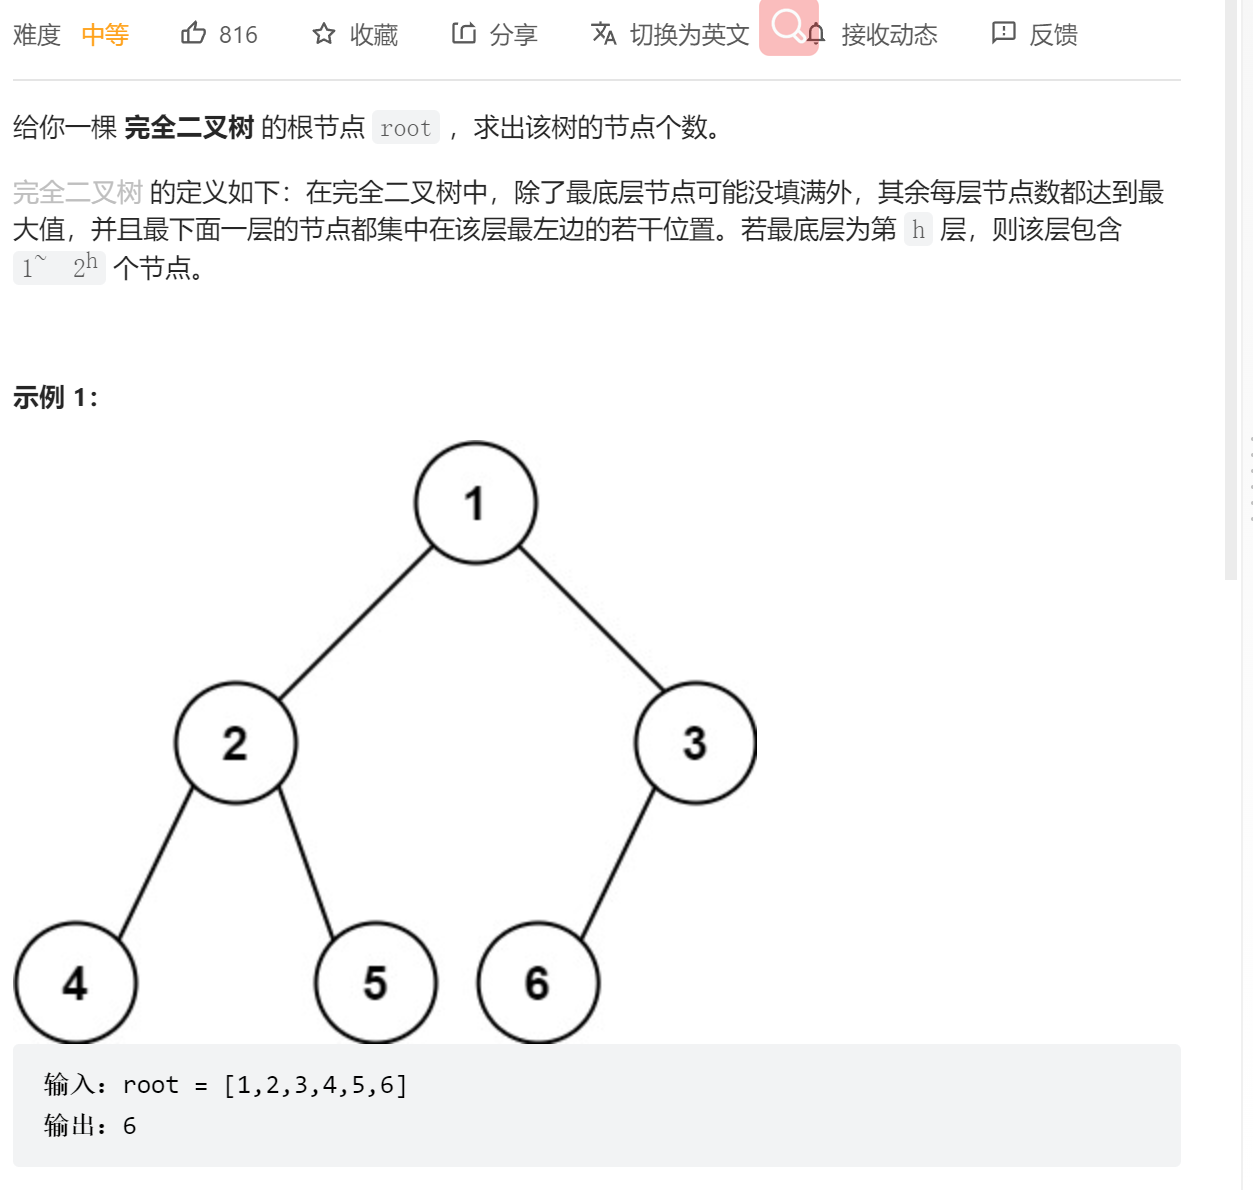 难度 中等 816 收藏 分享 切换为英文 接收动态 反馈
给你一棵 完全二叉树 的根节点 root ，求出该树的节点个数。
完全二叉树 的定义如下：在完全二叉树中，除了最底层节点可能没填满外，其余每层节点数都达到最
大值，并且最下面一层的节点都集中在该层最左边的若干位置。若最底层为第 h 层，则该层包含
1~ 2^h 个节点。
示例 1：
1
2 3
4 5 6
输入：root = [1,2,3,4,5,6]
输出：6